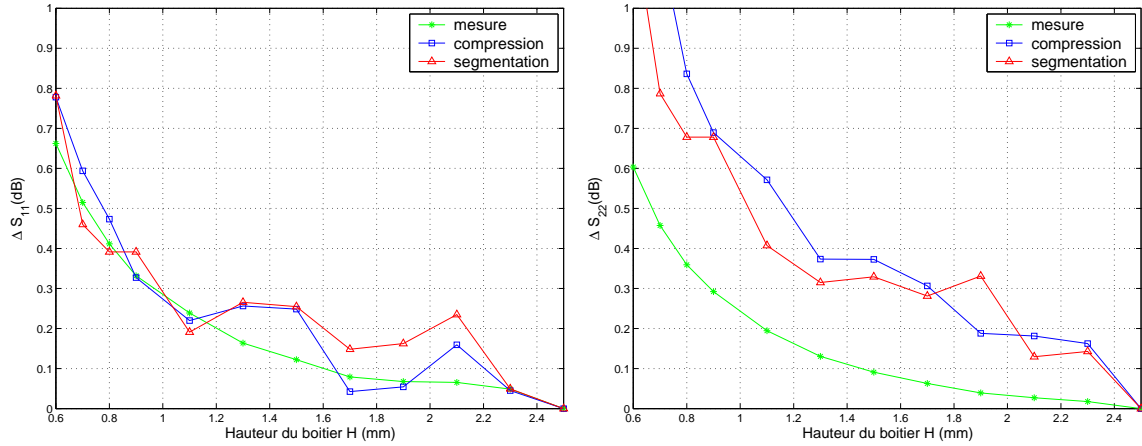 1
0.9
0.8
0.7
0.6
0.5
0.4
0.3
0.2
0.1
0
Δ S11(dB)
mesure
compression
segmentation
0.6 0.8 1 1.2 1.4 1.6 1.8 2 2.2 2.4
Hauteur du boitier H (mm)
1
0.9
0.8
0.7
0.6
0.5
0.4
0.3
0.2
0.1
0
Δ S22(dB)
mesure
compression
segmentation
0.6 0.8 1 1.2 1.4 1.6 1.8 2 2.2 2.4
Hauteur du boitier H (mm)